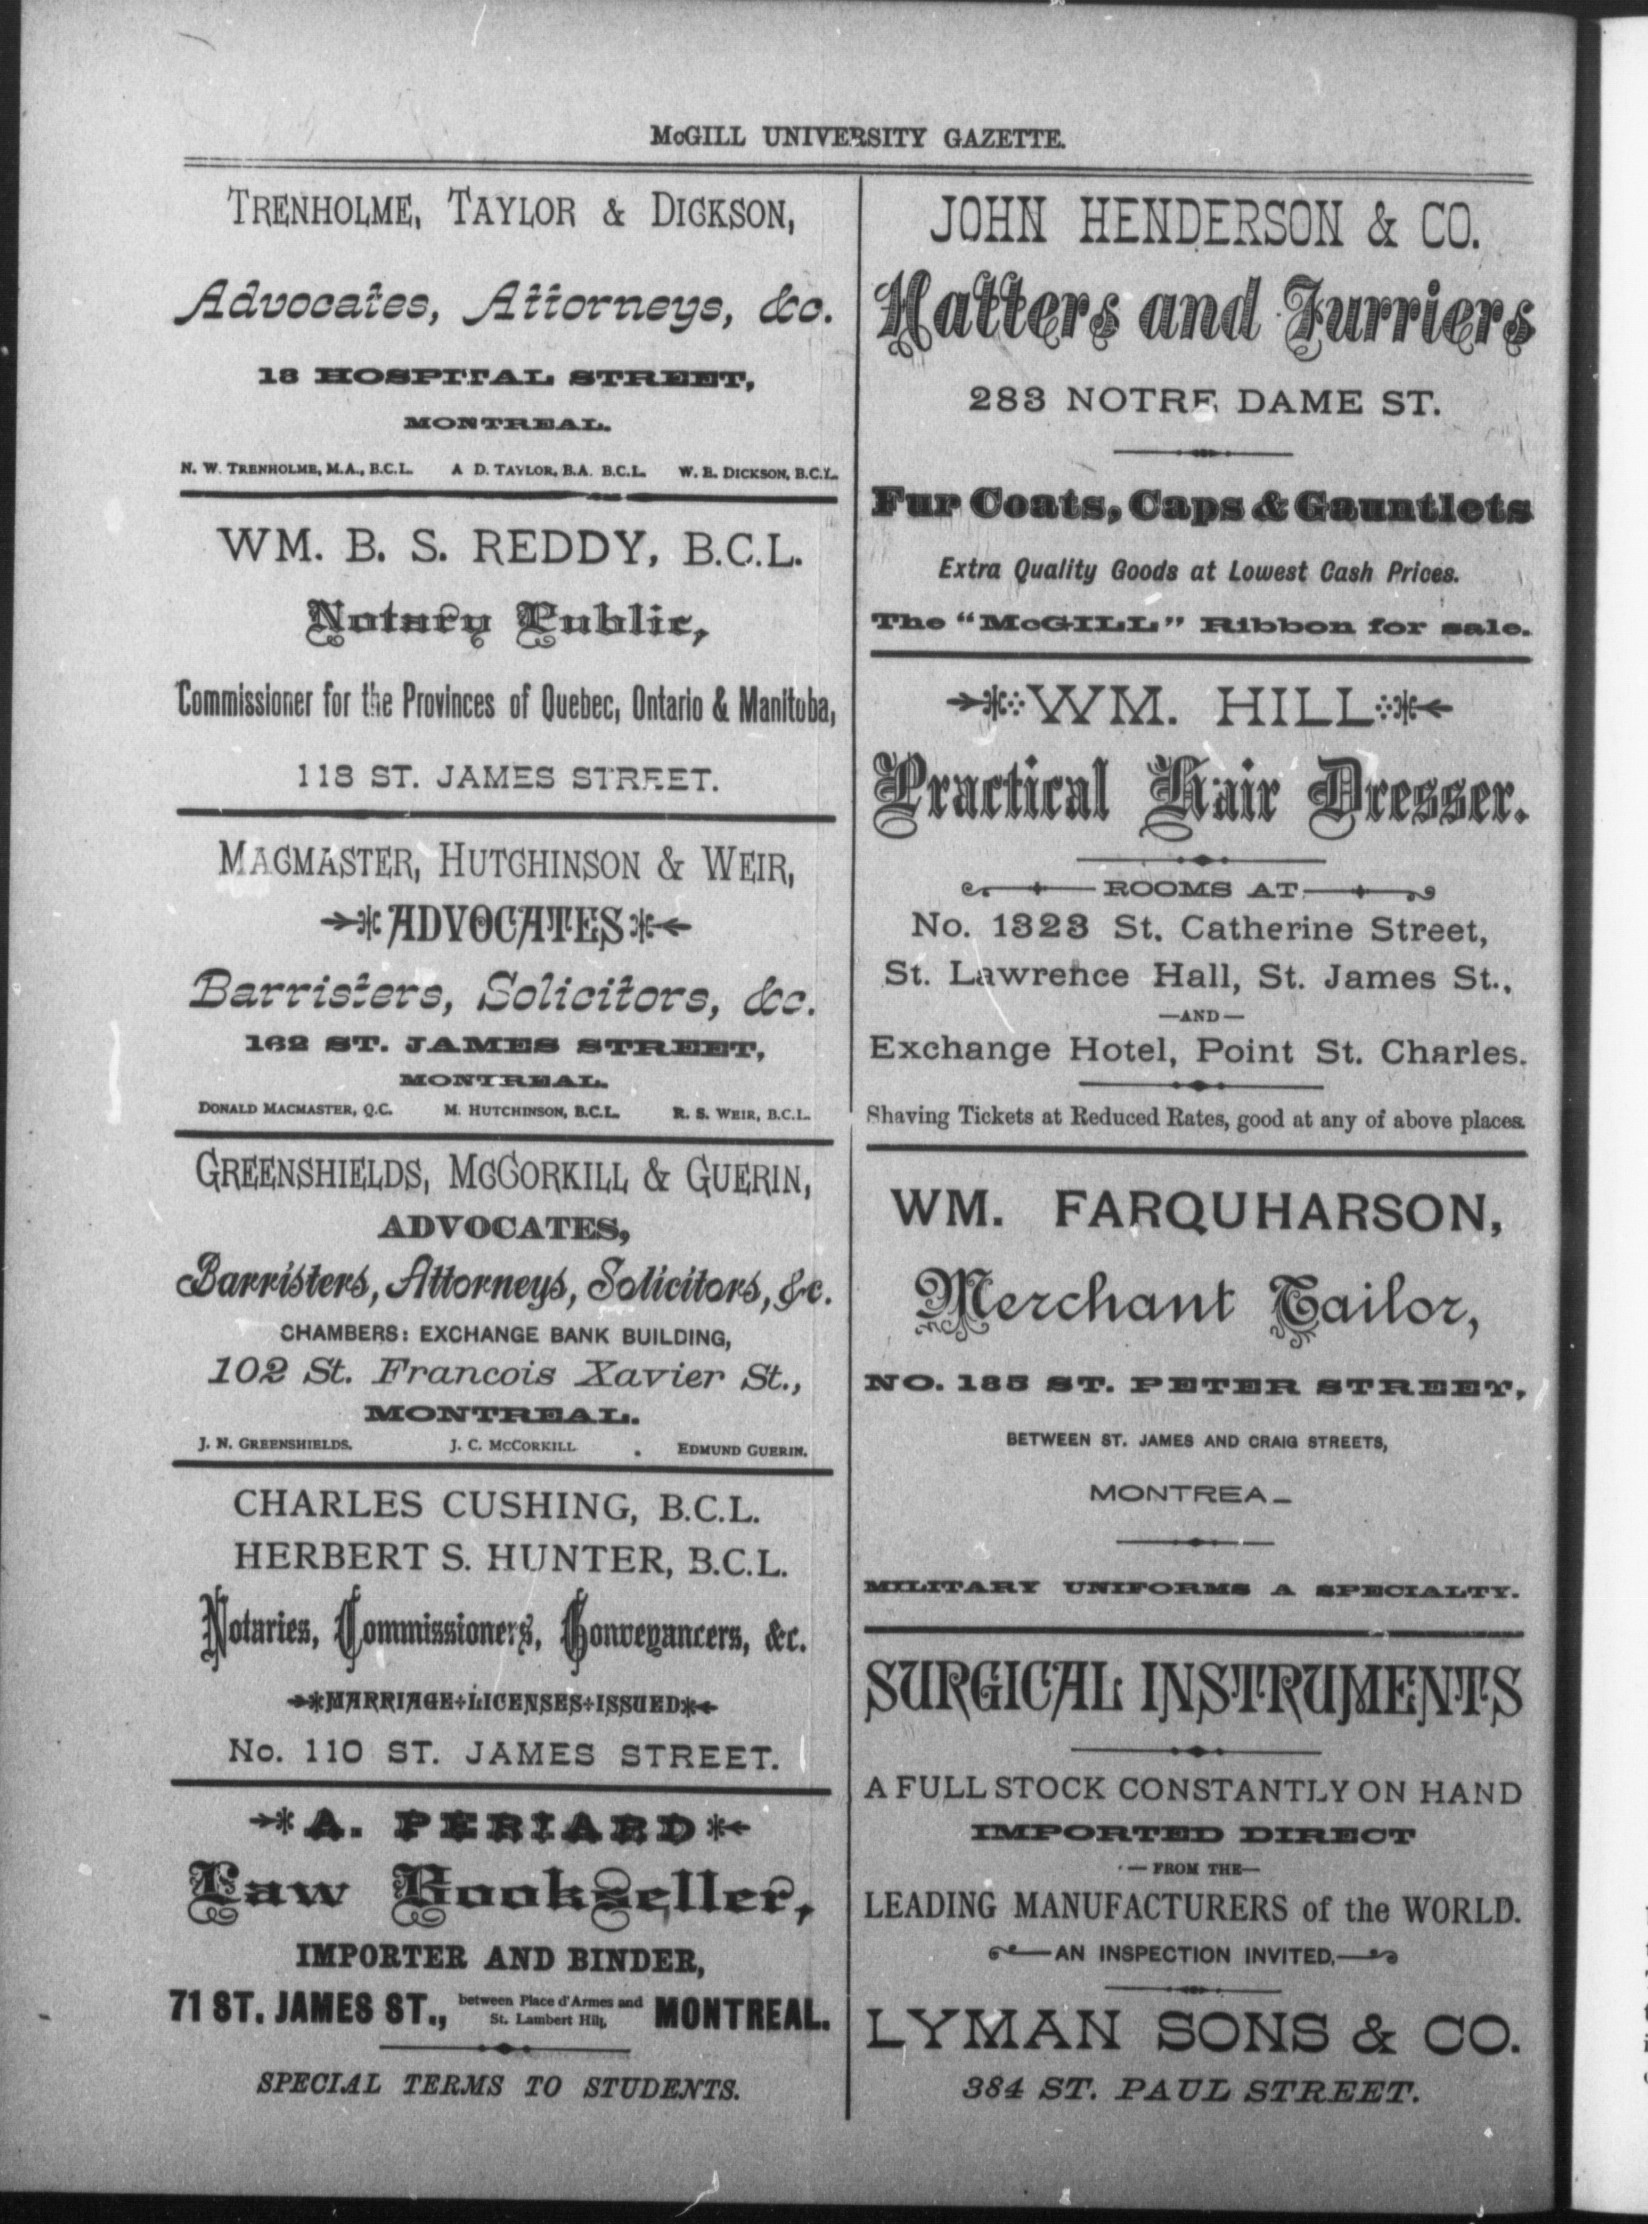 McGILL UNIVERSITY GAZETTE.
TRENHOLME, TAYLOR & DICKSON,
Advocates, Attorneys, &c.
13 HOSPITAL STREET,
MONTREAL.
N. W. TRENHOLME, M.A., B.C.L. A D. TAYLOR, B.A. B.C.L. W. B. DICKSON, B.C.L.
WM. B. S. REDDY, B.C.L.
Notary Public,
Commissioner for the Provinces of Quebec, Ontario & Manitoba,
118 ST. JAMES STREET.
MACMASTER, HUTCHINSON & WEIR,
ADVOCATES
Barristers, Solicitors, &c.
162 ST. JAMES STREET,
MONTREAL.
DONALD MACMASTER, Q.C. M. HUTCHINSON, B.C.L. R. S. WEIR, B.C.L.
GREENSHIELDS, McCORKILL & GUERIN,
ADVOCATES,
Barristers, Attorneys, Solicitors, &c.
CHAMBERS: EXCHANGE BANK BUILDING,
102 St. Francois Xavier St.,
MONTREAL.
J. N. GREENSHIELDS. J. C. McCORKILL. EDMUND GUERIN.
CHARLES CUSHING, B.C.L.
HERBERT S. HUNTER, B.C.L.
Notaries, Commissioners, Conveyancers, &c.
MARRIAGE LICENSES ISSUED
No. 110 ST. JAMES STREET.
A. PERIARD
Law Bookseller,
IMPORTER AND BINDER,
71 ST. JAMES ST., between Place d'Armes and St. Lambert Hill, MONTREAL.
SPECIAL TERMS TO STUDENTS.
JOHN HENDERSON & CO.
Hatters and Furriers
283 NOTRE DAME ST.
Fur Coats, Caps & Gauntlets
Extra Quality Goods at Lowest Cash Prices.
The "McGILL" Ribbon for sale.
WM. HILL
Practical Hair Dresser.
ROOMS AT
No. 1323 St. Catherine Street,
St. Lawrence Hall, St. James St.,
—AND—
Exchange Hotel, Point St. Charles.
Shaving Tickets at Reduced Rates, good at any of above places.
WM. FARQUHARSON,
Merchant Tailor,
NO. 135 ST. PETER STREET,
BETWEEN ST. JAMES AND CRAIG STREETS,
MONTREAL
MILITARY UNIFORMS A SPECIALTY.
SURGICAL INSTRUMENTS
A FULL STOCK CONSTANTLY ON HAND
IMPORTED DIRECT
—FROM THE—
LEADING MANUFACTURERS of the WORLD.
AN INSPECTION INVITED,
LYMAN SONS & CO.
384 ST. PAUL STREET.